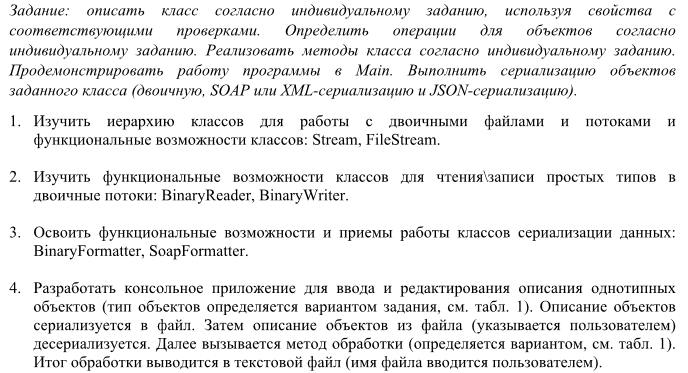 Задание: описать класс согласно индивидуальному заданию, используя свойства с
соответствующими проверками. Определить операции для объектов согласно
индивидуальному заданию. Реализовать методы класса согласно индивидуальному заданию.
Продемонстрировать работу программы в Main. Выполнить сериализацию объектов
заданного класса (двоичную, SOAP или XML-сериализацию и JSON-сериализацию).
1. Изучить иерархию классов для работы с двоичными файлами и потоками и
функциональные возможности классов: Stream, FileStream.
2. Изучить функциональные возможности классов для чтения\записи простых типов в
двоичные потоки: BinaryReader, BinaryWriter.
3. Освоить функциональные возможности и приемы работы классов сериализации данных:
BinaryFormatter, SoapFormatter.
4. Разработать консольное приложение для ввода и редактирования описания однотипных
объектов (тип объектов определяется вариантом задания, см. табл. 1). Описание объектов
сериализуется в файл. Затем описание объектов из файла (указывается пользователем)
десериализуется. Далее вызывается метод обработки (определяется вариантом, см. табл. 1).
Итог обработки выводится в текстовой файл (имя файла вводится пользователем).